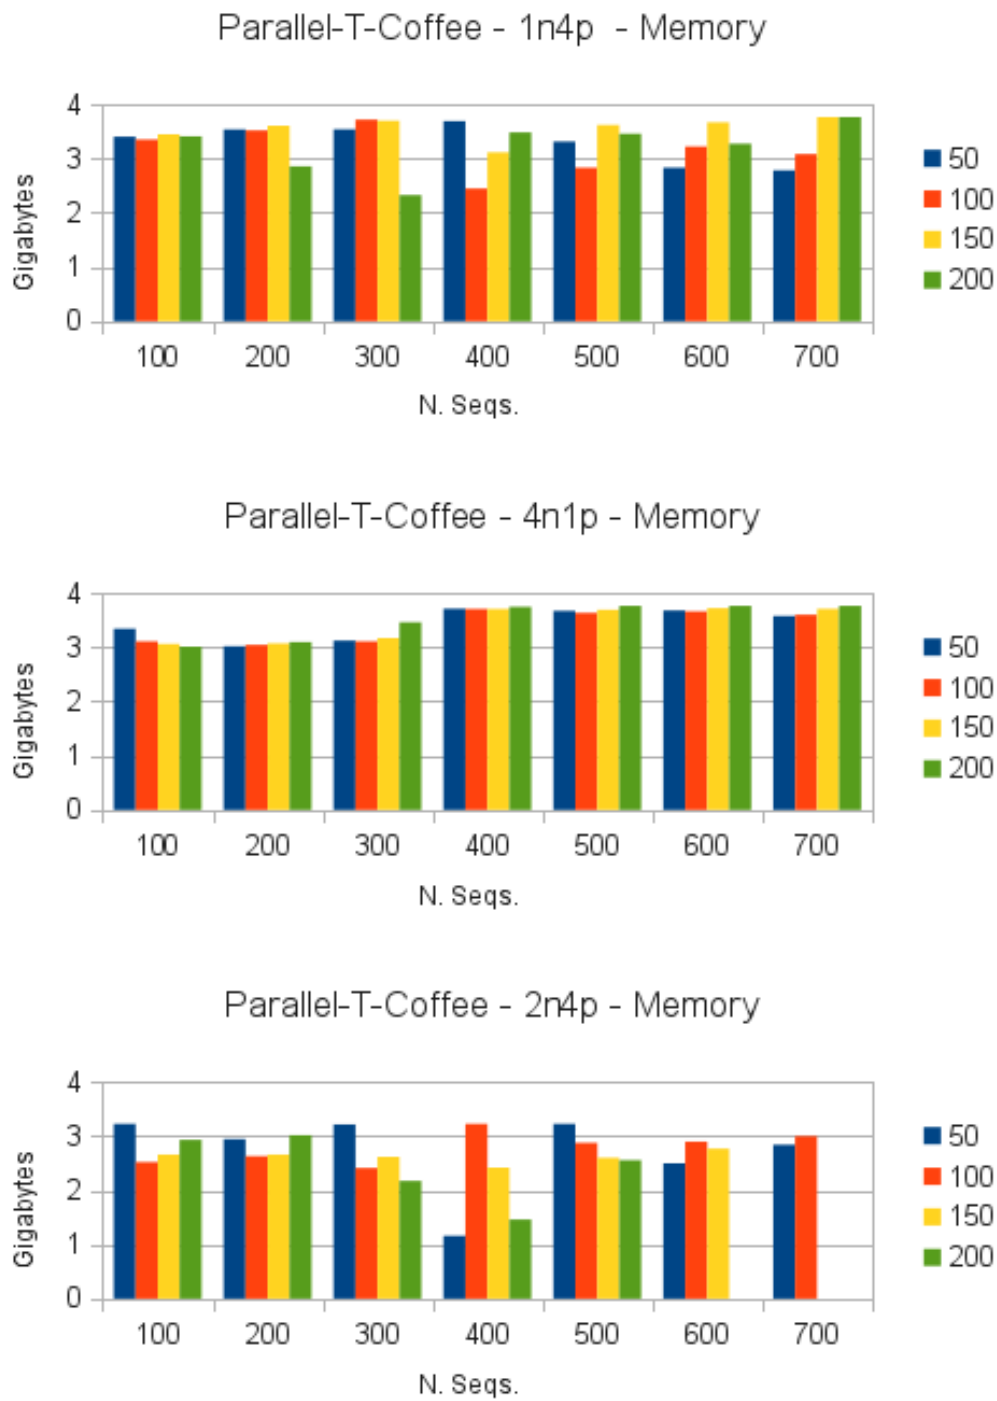 Parallel-T-Coffee - 1n4p - Memory
4
3
2
1
0
Gigabytes
100 200 300 400 500 600 700
N. Seqs.
50
100
150
200
Parallel-T-Coffee - 4n1p - Memory
4
3
2
1
0
Gigabytes
100 200 300 400 500 600 700
N. Seqs.
50
100
150
200
Parallel-T-Coffee - 2n4p - Memory
4
3
2
1
0
Gigabytes
100 200 300 400 500 600 700
N. Seqs.
50
100
150
200